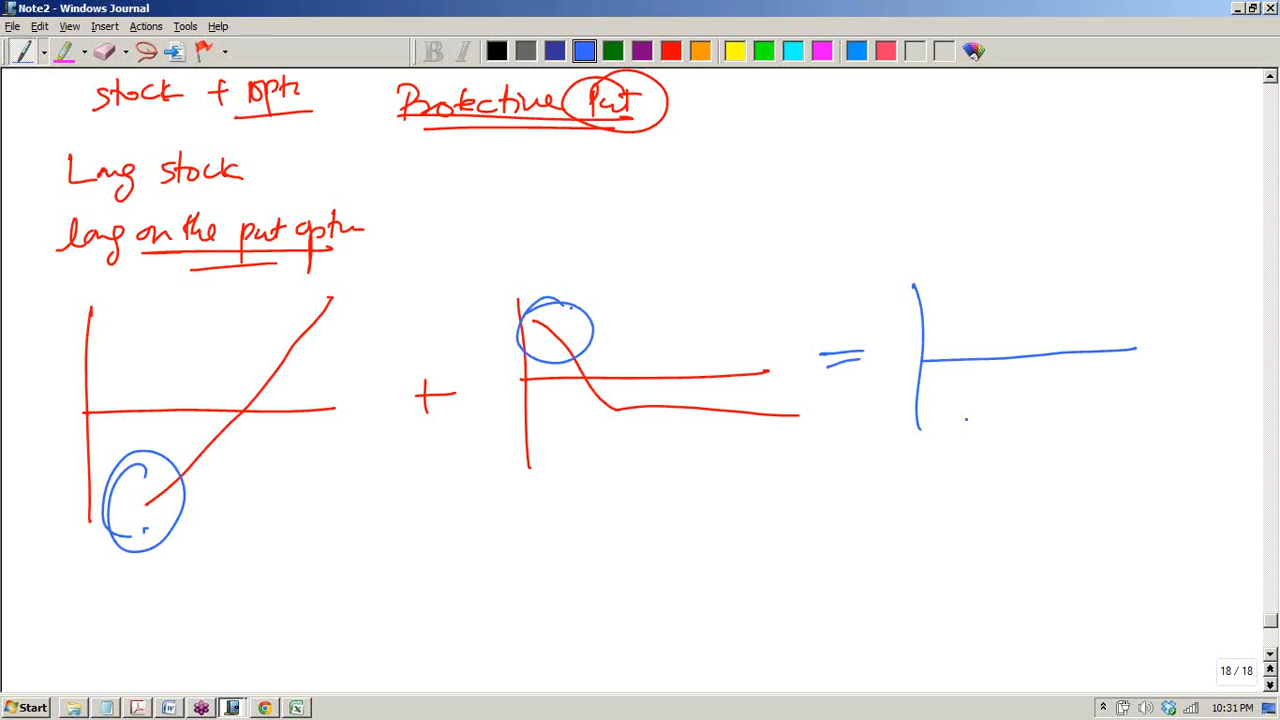 Note2 - Windows Journal
File Edit View Insert Actions Tools Help
B I
stock + optn Protective Put
Long stock
long on the put optn
+ =
18 / 18
Start 10:31 PM